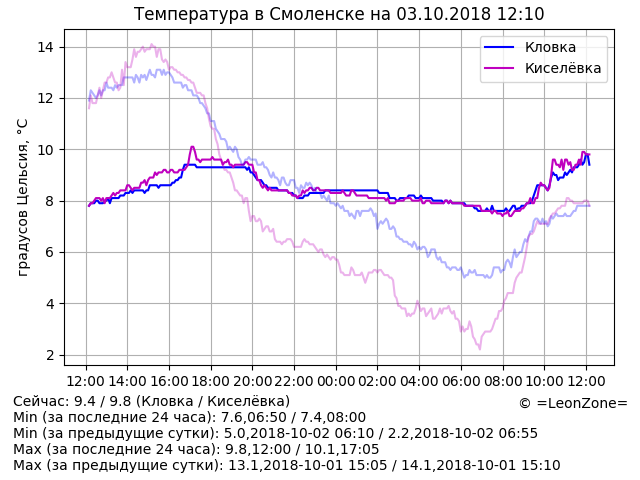 Температура в Смоленске на 03.10.2018 12:10
Кловка
Киселёвка
градусов Цельсия, °C
14
12
10
8
6
4
2
12:00 14:00 16:00 18:00 20:00 22:00 00:00 02:00 04:00 06:00 08:00 10:00 12:00
Сейчас: 9.4 / 9.8 (Кловка / Киселёвка)
© =LeonZone=
Min (за последние 24 часа): 7.6,06:50 / 7.4,08:00
Min (за предыдущие сутки): 5.0,2018-10-02 06:10 / 2.2,2018-10-02 06:55
Max (за последние 24 часа): 9.8,12:00 / 10.1,17:05
Max (за предыдущие сутки): 13.1,2018-10-01 15:05 / 14.1,2018-10-01 15:10